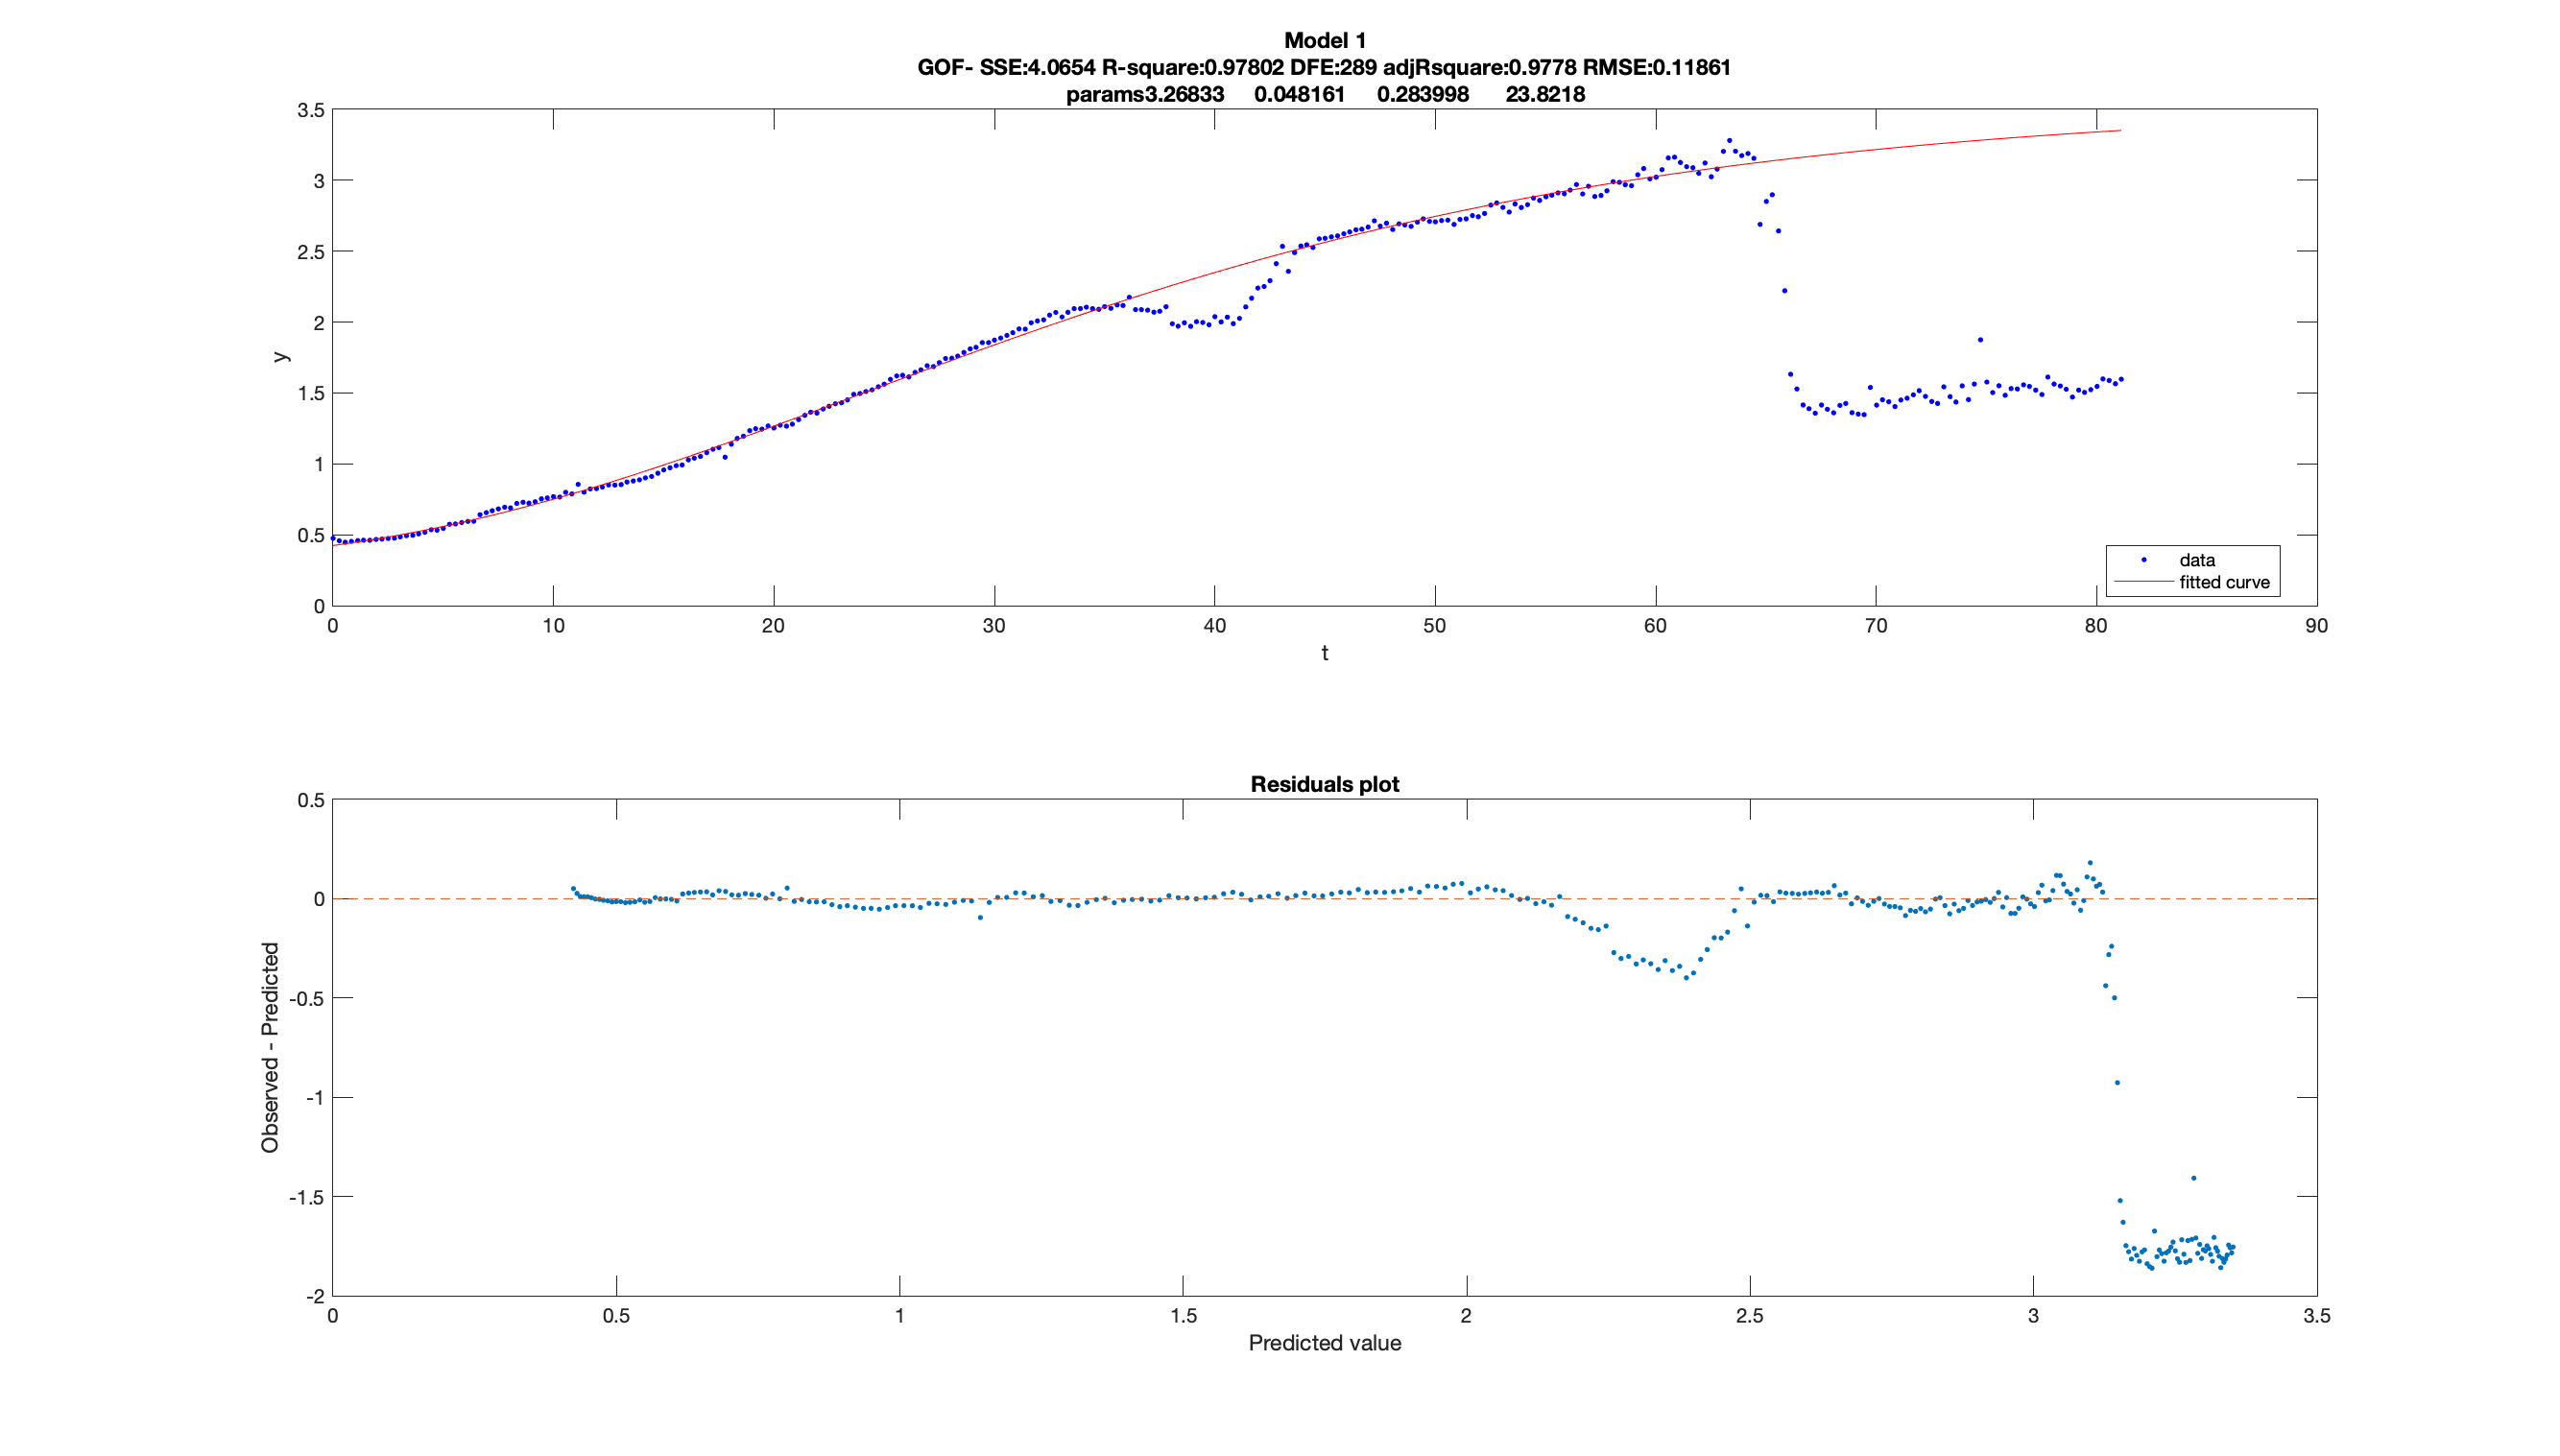 Model 1
GOF- SSE:4.0654 R-square:0.97802 DFE:289 adjRsquare:0.9778 RMSE:0.11861
params3.26833 0.048161 0.283998 23.8218
3.5
3
2.5
2
1.5
1
0.5
0
y
data
fitted curve
0 10 20 30 40 50 60 70 80 90
t
Residuals plot
0.5
0
-0.5
-1
-1.5
-2
Observed - Predicted
0 0.5 1 1.5 2 2.5 3 3.5
Predicted value